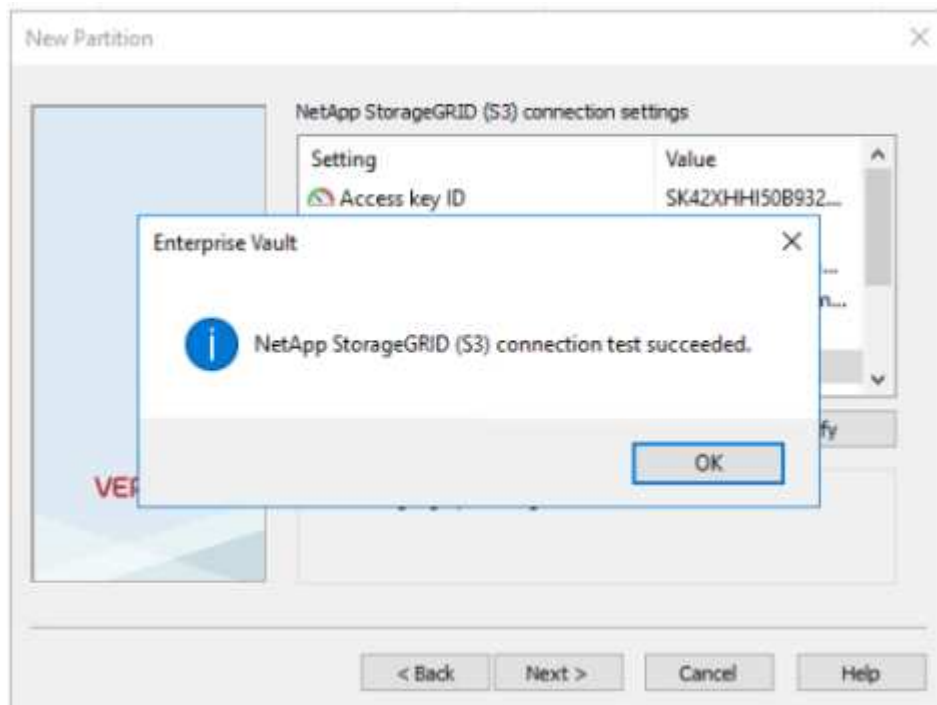 New Partition
NetApp StorageGRID (S3) connection settings
Setting Value
Access key ID SK42XHHI50B932...
Enterprise Vault
...
n...
NetApp StorageGRID (S3) connection test succeeded.
fy
OK
VER
< Back Next > Cancel Help